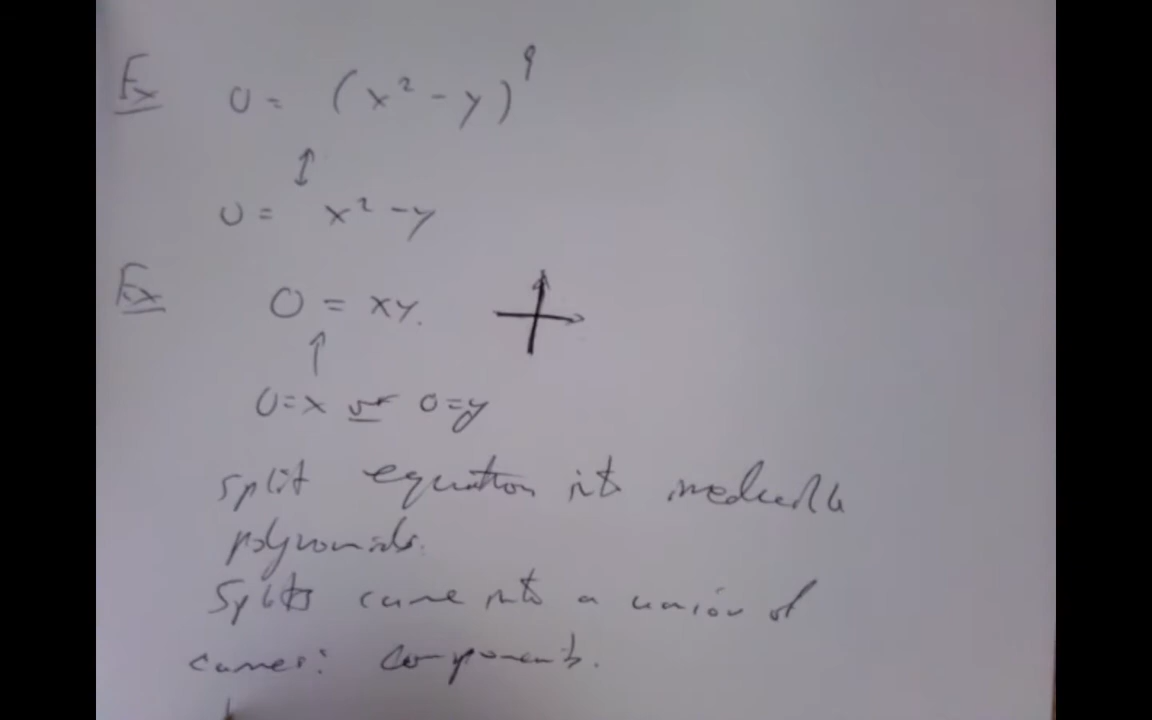 Ex 0 = (x² - y)⁹
↕
0 = x² - y
Ex 0 = xy.
↑
0=x or 0=y
split equation into irreducible
polynomials.
Splits curve into a union of
curves: components.